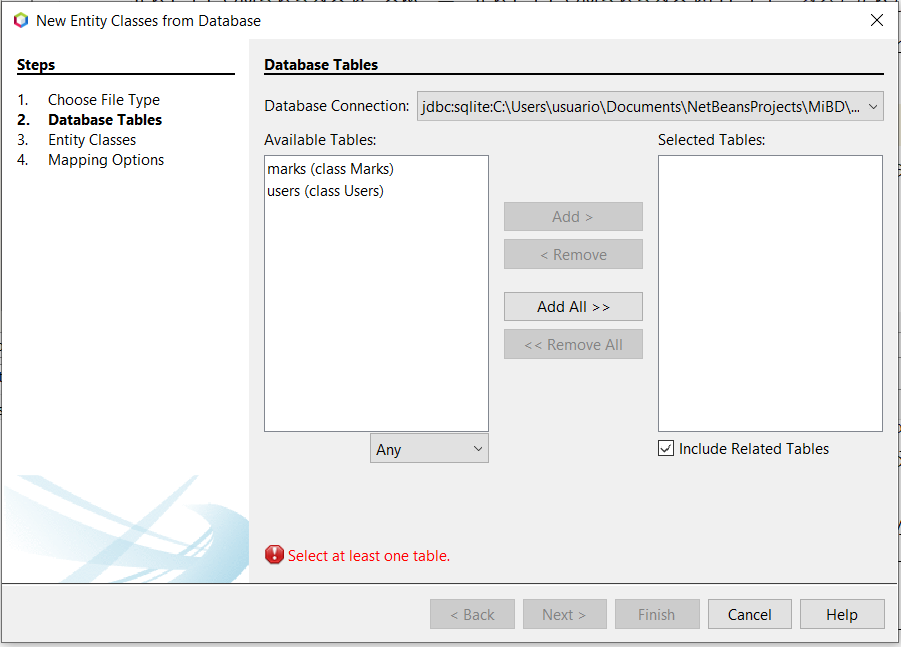 New Entity Classes from Database
Steps
1. Choose File Type
2. Database Tables
3. Entity Classes
4. Mapping Options
Database Tables
Database Connection: jdbc:sqlite:C:\Users\usuario\Documents\NetBeansProjects\MiBD\...
Available Tables:
marks (class Marks)
users (class Users)
Any
Add >
< Remove
Add All >>
<< Remove All
Selected Tables:
Include Related Tables
Select at least one table.
< Back
Next >
Finish
Cancel
Help